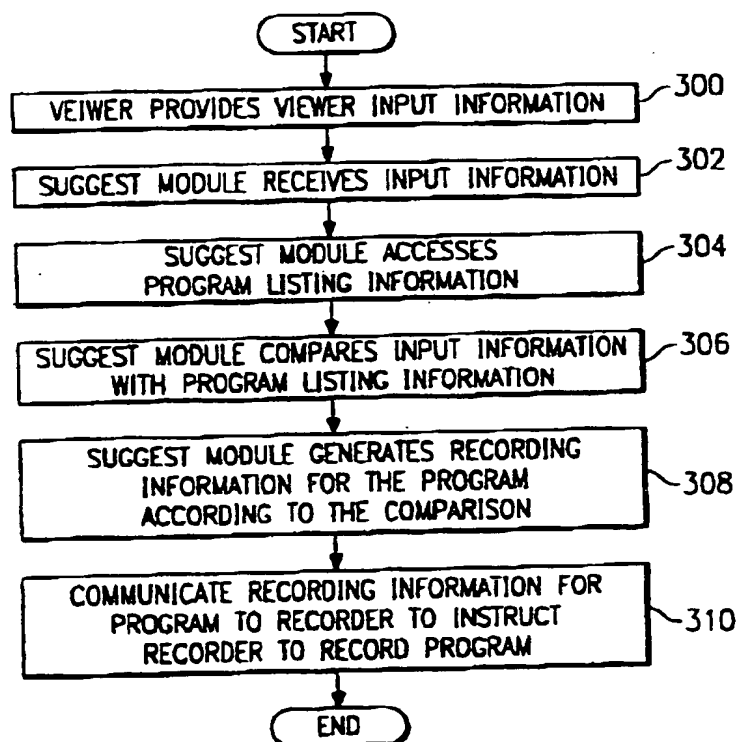 START
VEIWER PROVIDES VIEWER INPUT INFORMATION
300
SUGGEST MODULE RECEIVES INPUT INFORMATION
302
SUGGEST MODULE ACCESSES
PROGRAM LISTING INFORMATION
304
SUGGEST MODULE COMPARES INPUT INFORMATION
WITH PROGRAM LISTING INFORMATION
306
SUGGEST MODULE GENERATES RECORDING
INFORMATION FOR THE PROGRAM
ACCORDING TO THE COMPARISON
308
COMMUNICATE RECORDING INFORMATION FOR
PROGRAM TO RECORDER TO INSTRUCT
RECORDER TO RECORD PROGRAM
310
END